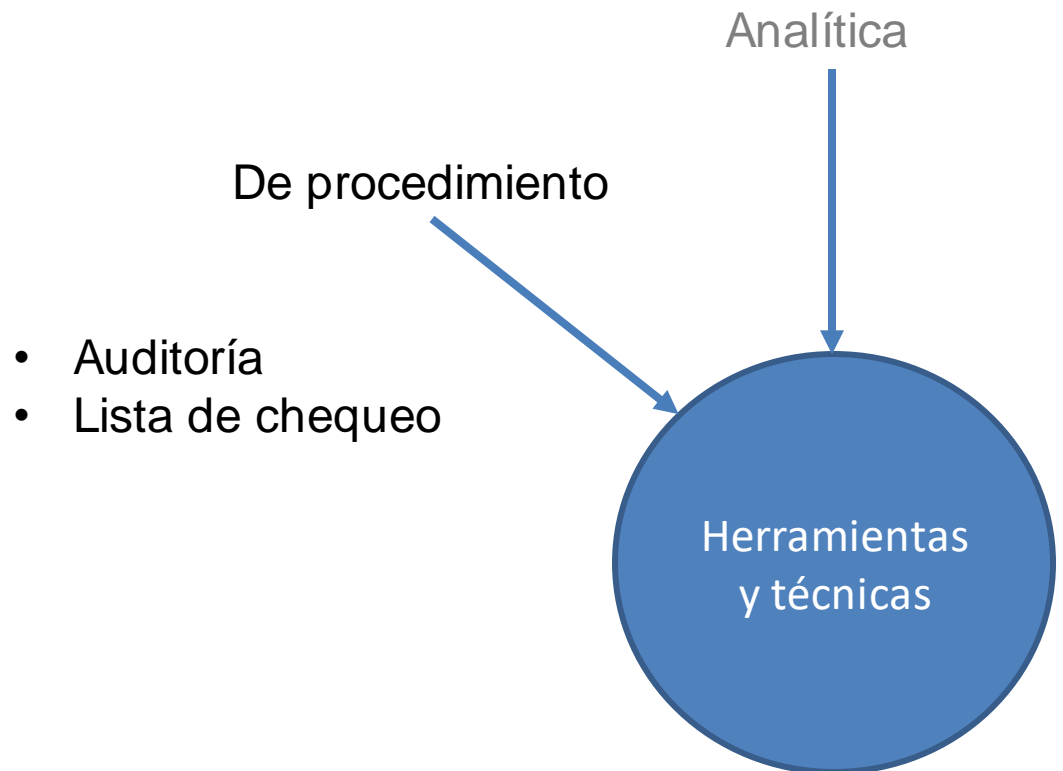 Analítica
De procedimiento
• Auditoría
• Lista de chequeo
Herramientas
y técnicas